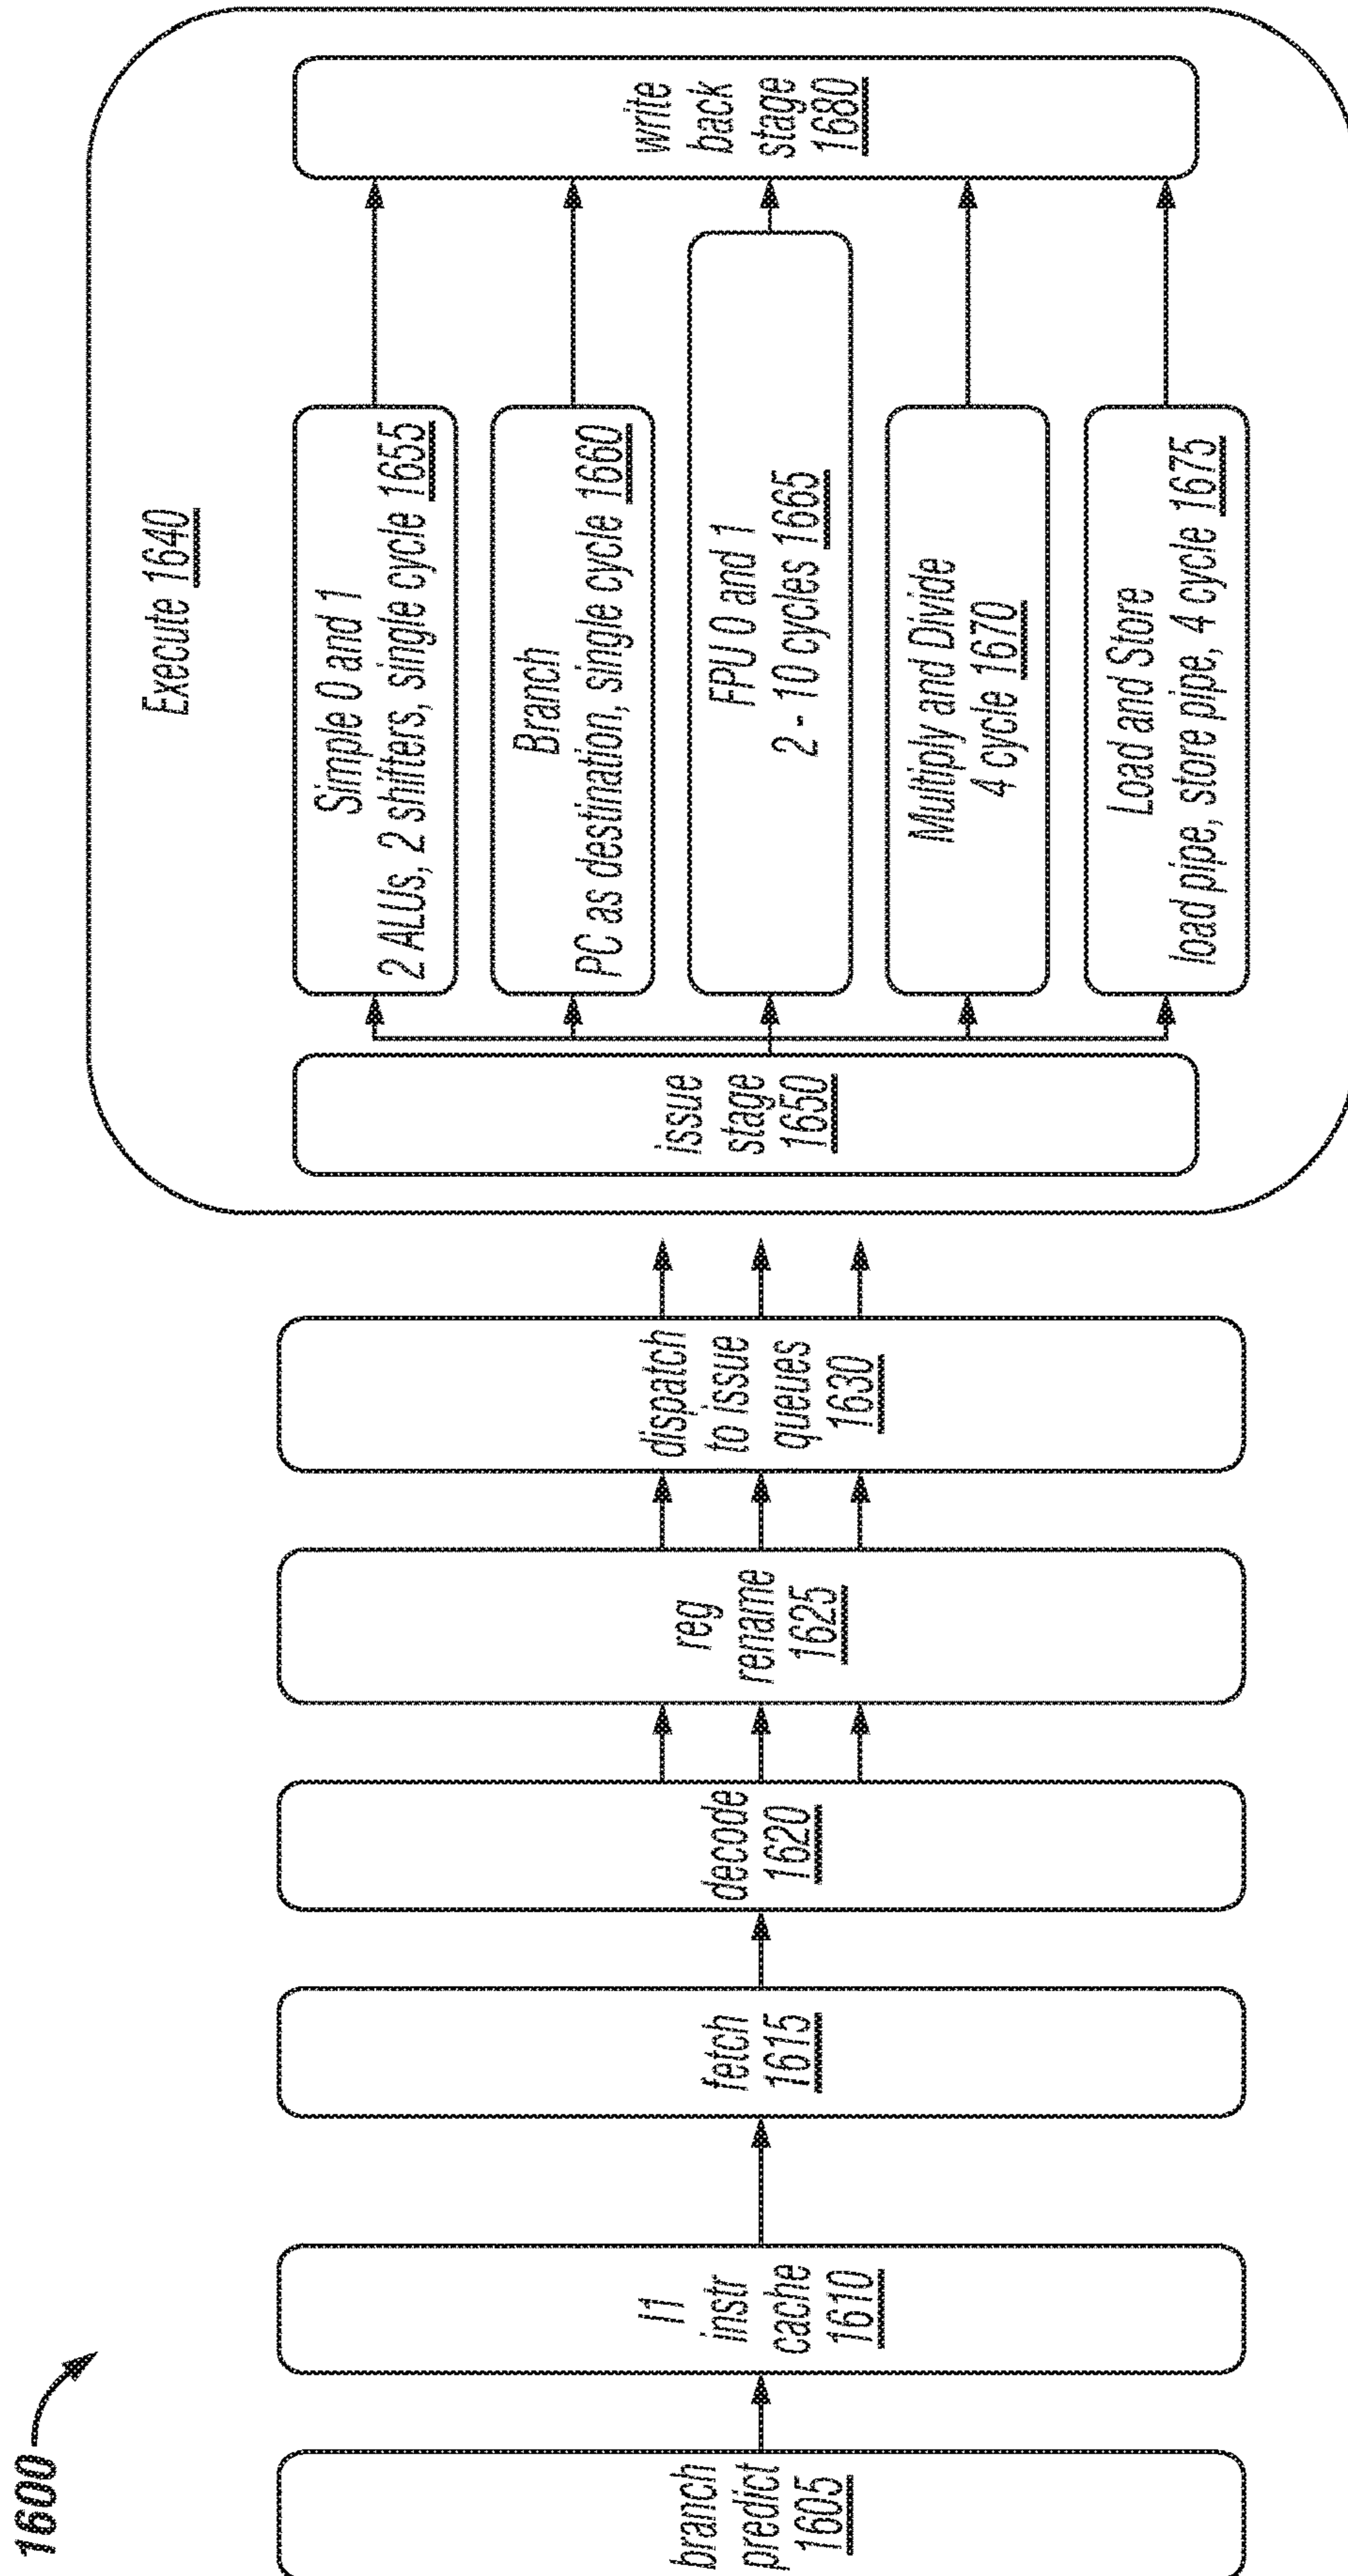 1600
branch
predict
1605
I1
instr
cache
1610
fetch
1615
decode
1620
reg
rename
1625
dispatch
to issue
queues
1630
Execute 1640
issue
stage
1650
Simple 0 and 1
2 ALUs, 2 shifters, single cycle 1655
Branch
PC as destination, single cycle 1660
FPU 0 and 1
2 - 10 cycles 1665
Multiply and Divide
4 cycle 1670
Load and Store
load pipe, store pipe, 4 cycle 1675
write
back
stage
1680